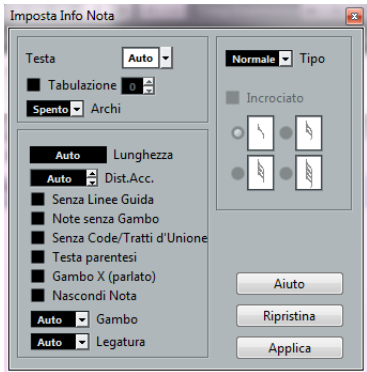 Imposta Info Nota
Testa Auto
Tabulazione 0
Spento Archi
Auto Lunghezza
Auto Dist.Acc.
Senza Linee Guida
Note senza Gambo
Senza Code/Tratti d'Unione
Testa parentesi
Gambo X (parlato)
Nascondi Nota
Auto Gambo
Auto Legatura
Normale Tipo
Incrociato
Aiuto
Ripristina
Applica